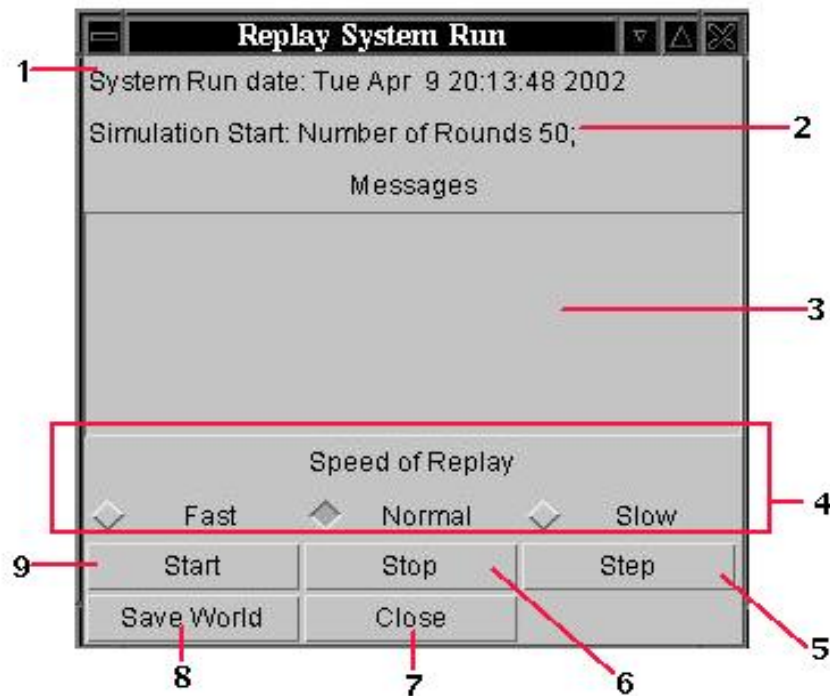 Replay System Run
1 System Run date: Tue Apr 9 20:13:48 2002
Simulation Start: Number of Rounds 50; 2
Messages
3
Speed of Replay
4
Fast Normal Slow
9 Start Stop Step
5
Save World Close
8 7 6